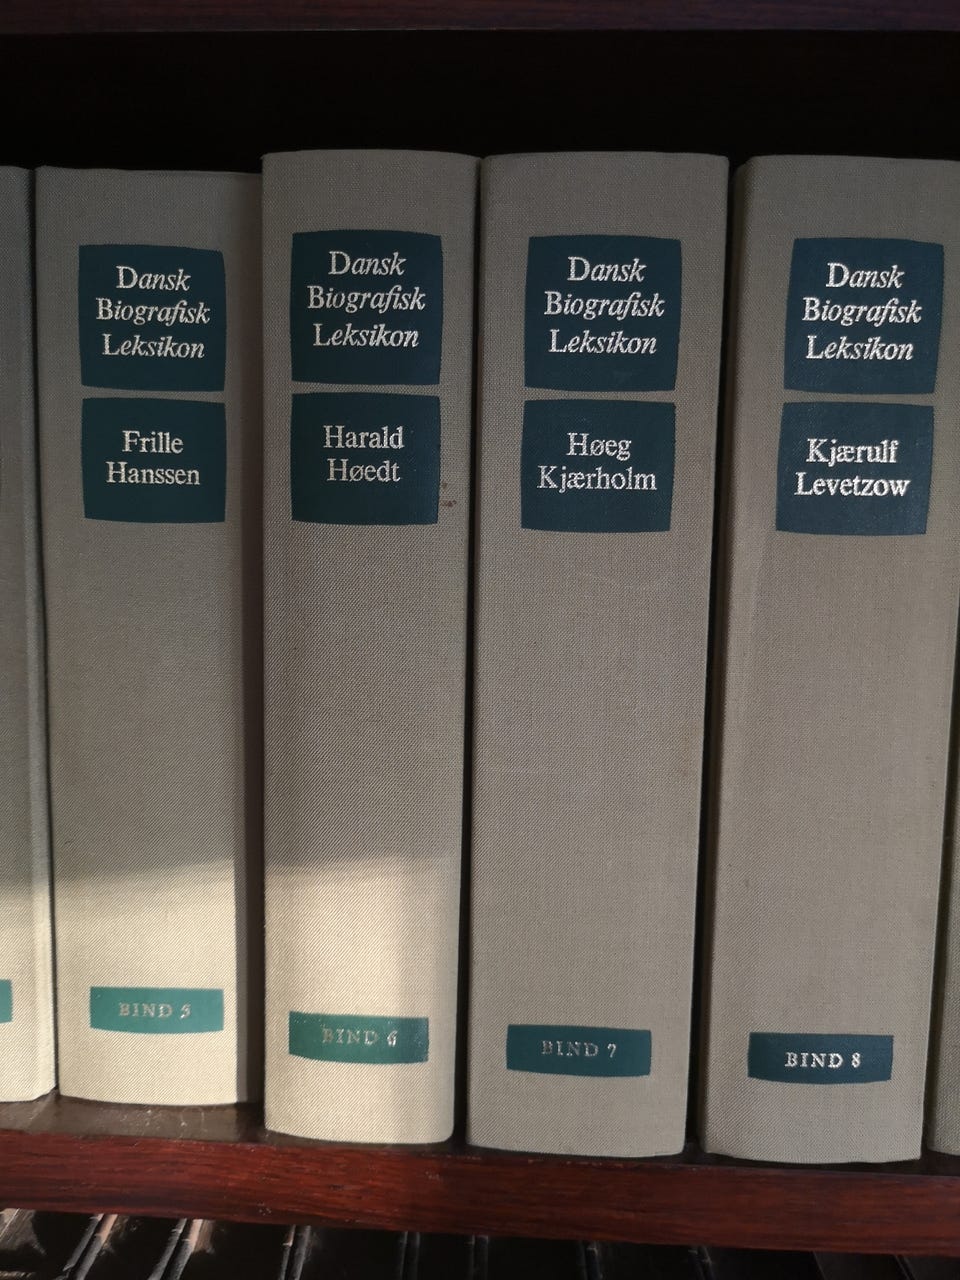 Dansk
Biografisk
Leksikon
Frille
Hanssen
BIND 5
Dansk
Biografisk
Leksikon
Harald
Høedt
BIND 6
Dansk
Biografisk
Leksikon
Høeg
Kjærholm
BIND 7
Dansk
Biografisk
Leksikon
Kjærulf
Levetzow
BIND 8